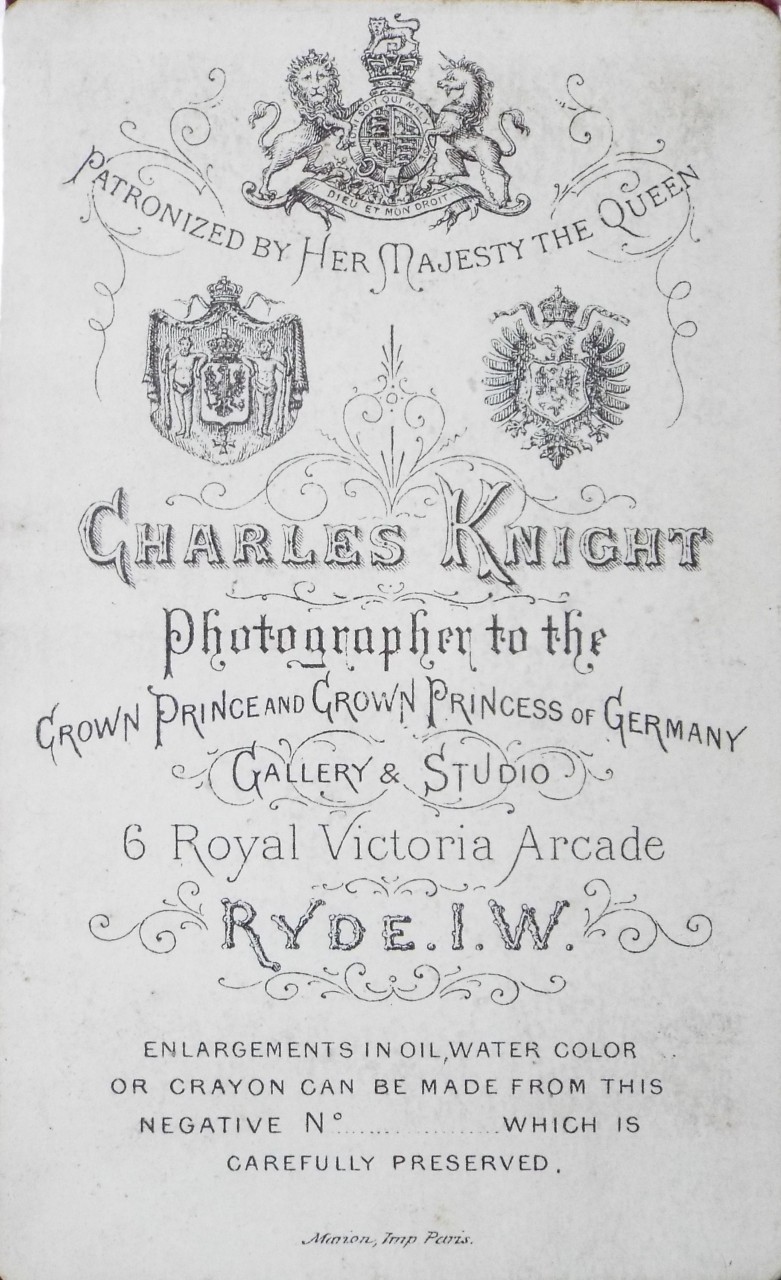 HONI SOIT QUI MAL Y
DIEU ET MON DROIT
PATRONIZED BY HER MAJESTY THE QUEEN
CHARLES KNIGHT
Photographer to the
CROWN PRINCE AND CROWN PRINCESS OF GERMANY
GALLERY & STUDIO
6 Royal Victoria Arcade
RYDE. I. W.
ENLARGEMENTS IN OIL, WATER COLOR
OR CRAYON CAN BE MADE FROM THIS
NEGATIVE Nº.................WHICH IS
CAREFULLY PRESERVED.
Marion, Imp Paris.